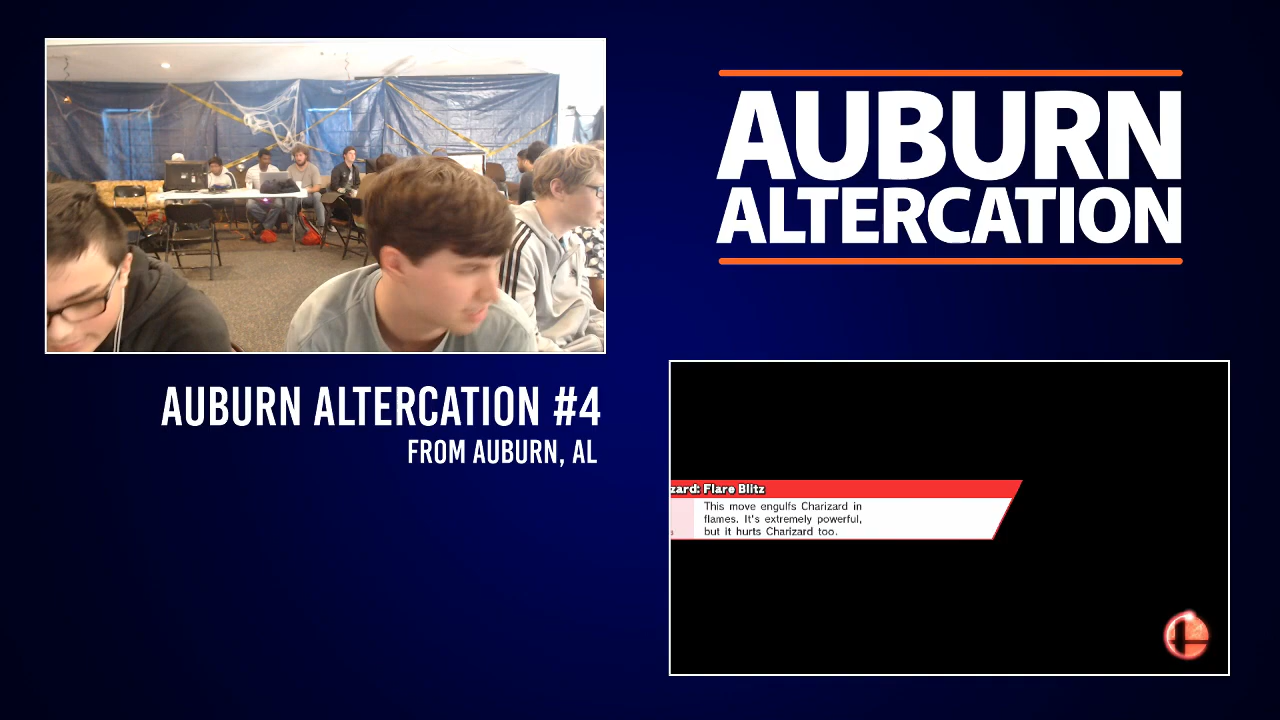 AUBURN
ALTERCATION
AUBURN ALTERCATION #4
FROM AUBURN, AL
zard: Flare Blitz
This move engulfs Charizard in
flames. It's extremely powerful,
but it hurts Charizard too.